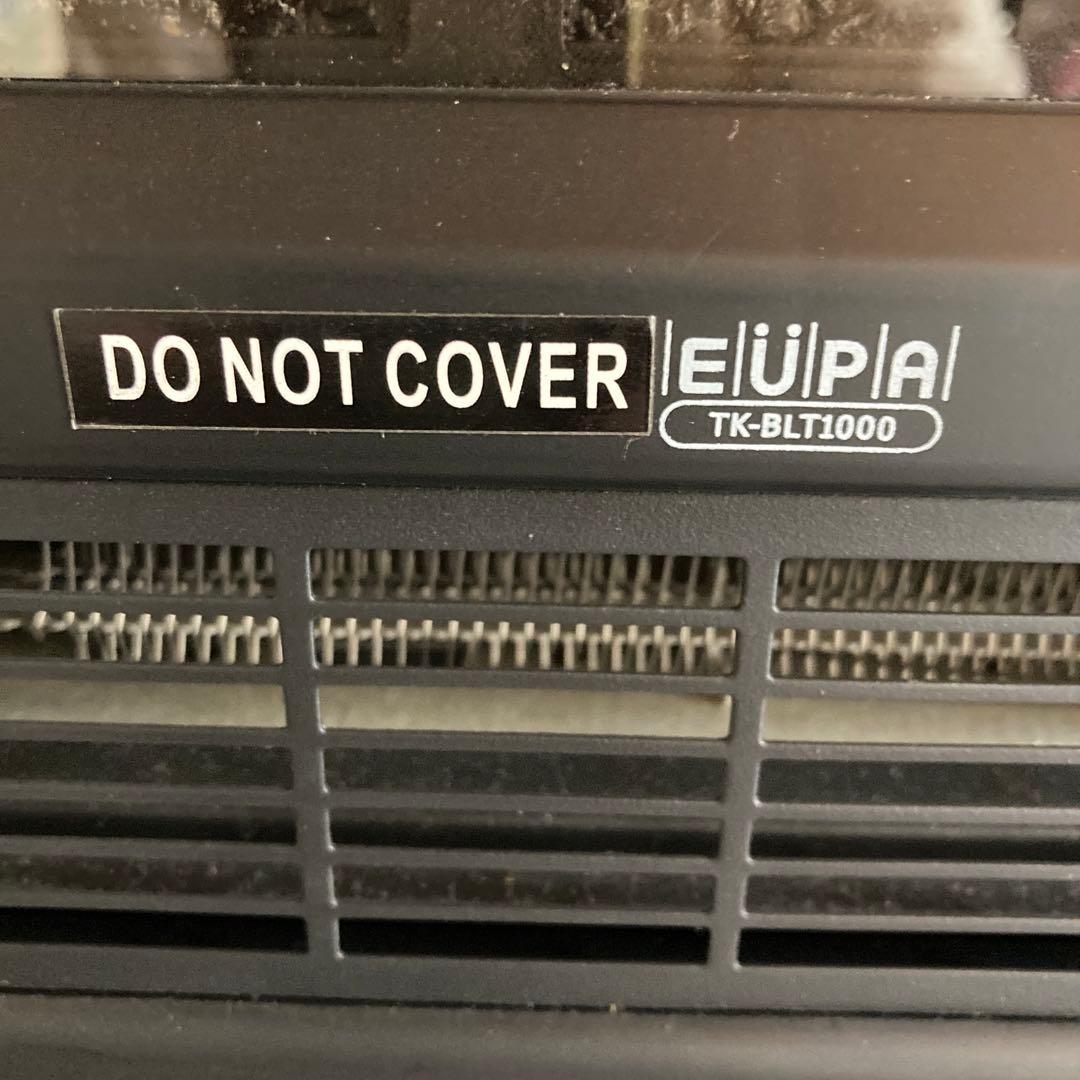 DO NOT COVER
EÜPA
TK-BLT1000